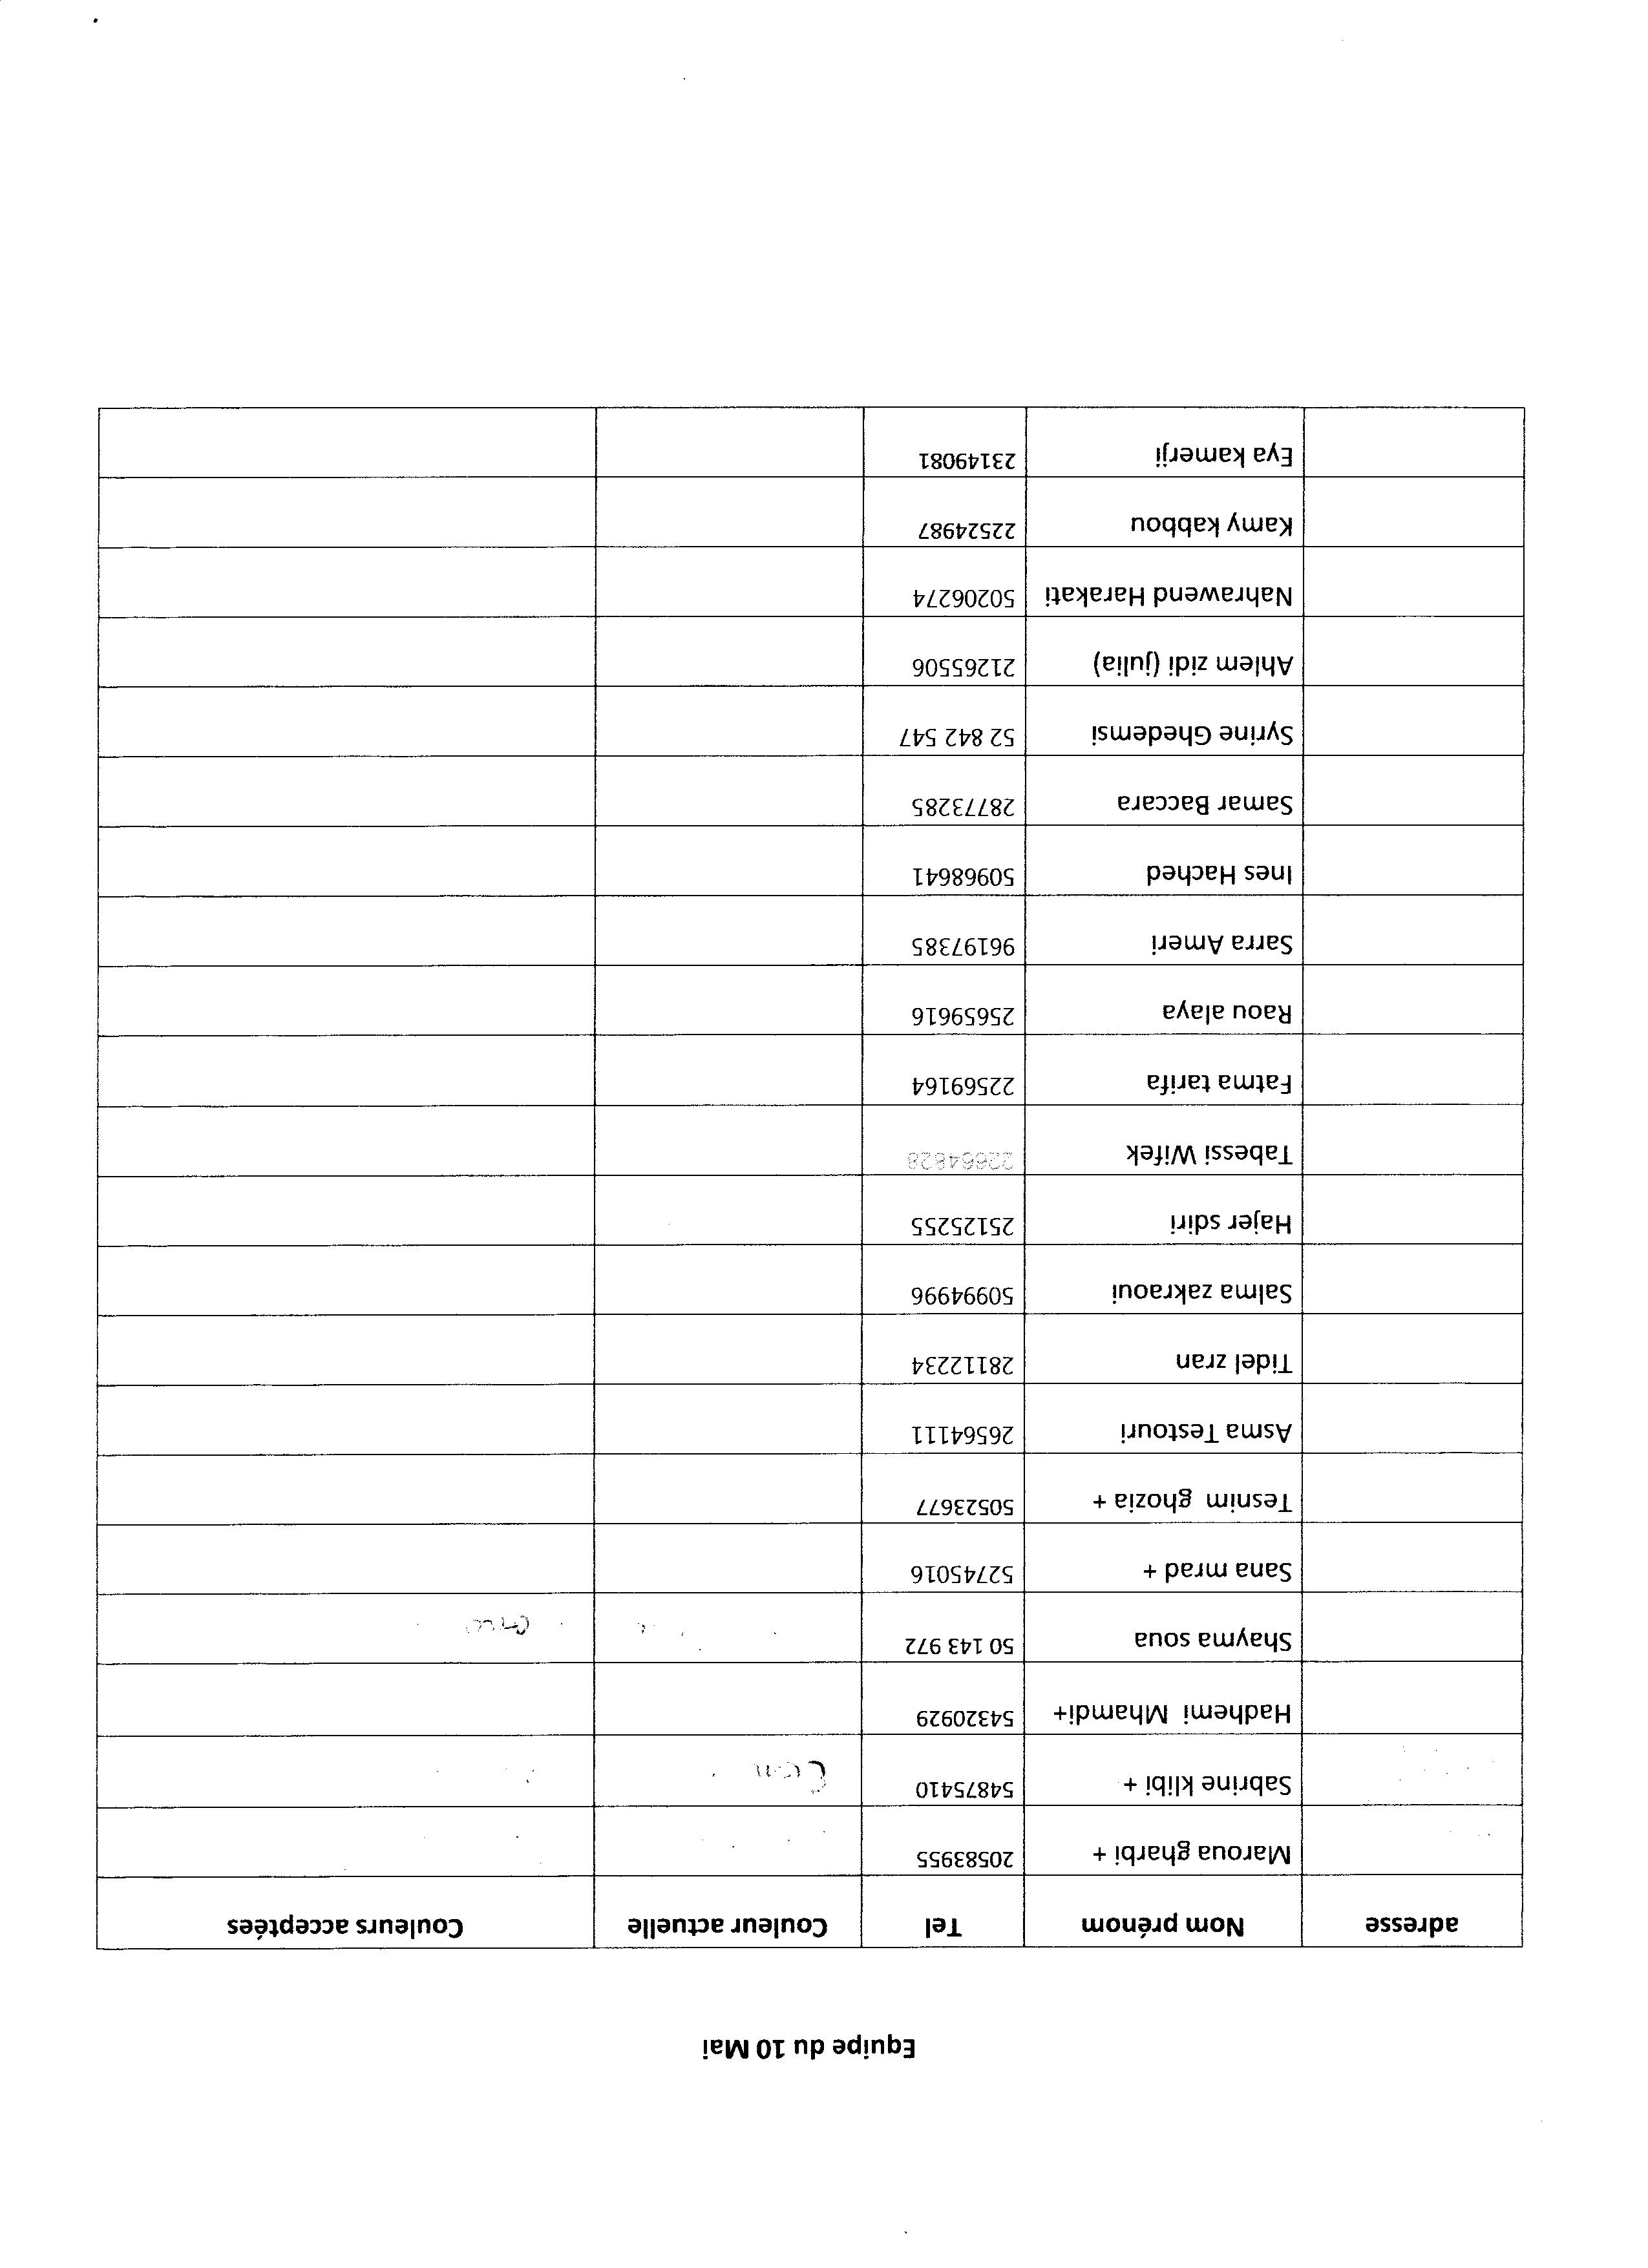 Equipe du 10 Mai
adresse Nom prénom Tel Couleur actuelle Couleurs acceptées
Maroua gharbi + 20583955
Sabrine klibi + 54875410
Hadhemi Mhamdi+ 54320929
Shayma soua 50 143 972
Sana mrad + 52745016
Tesnim ghozia + 50523677
Asma Testouri 26564111
Tidel zran 28112234
Salma zakraoui 50994996
Hajer sdiri 25125255
Tabessi Wifek 22664828
Fatma tarifa 22569164
Raou alaya 25659616
Sarra Ameri 96197385
Ines Hached 50968641
Samar Baccara 28773285
Syrine Ghedemsi 52 842 547
Ahlem zidi (julia) 21265506
Nahrawend Harakati 50206274
Kamy kabbou 22524987
Eya kamerji 23149081